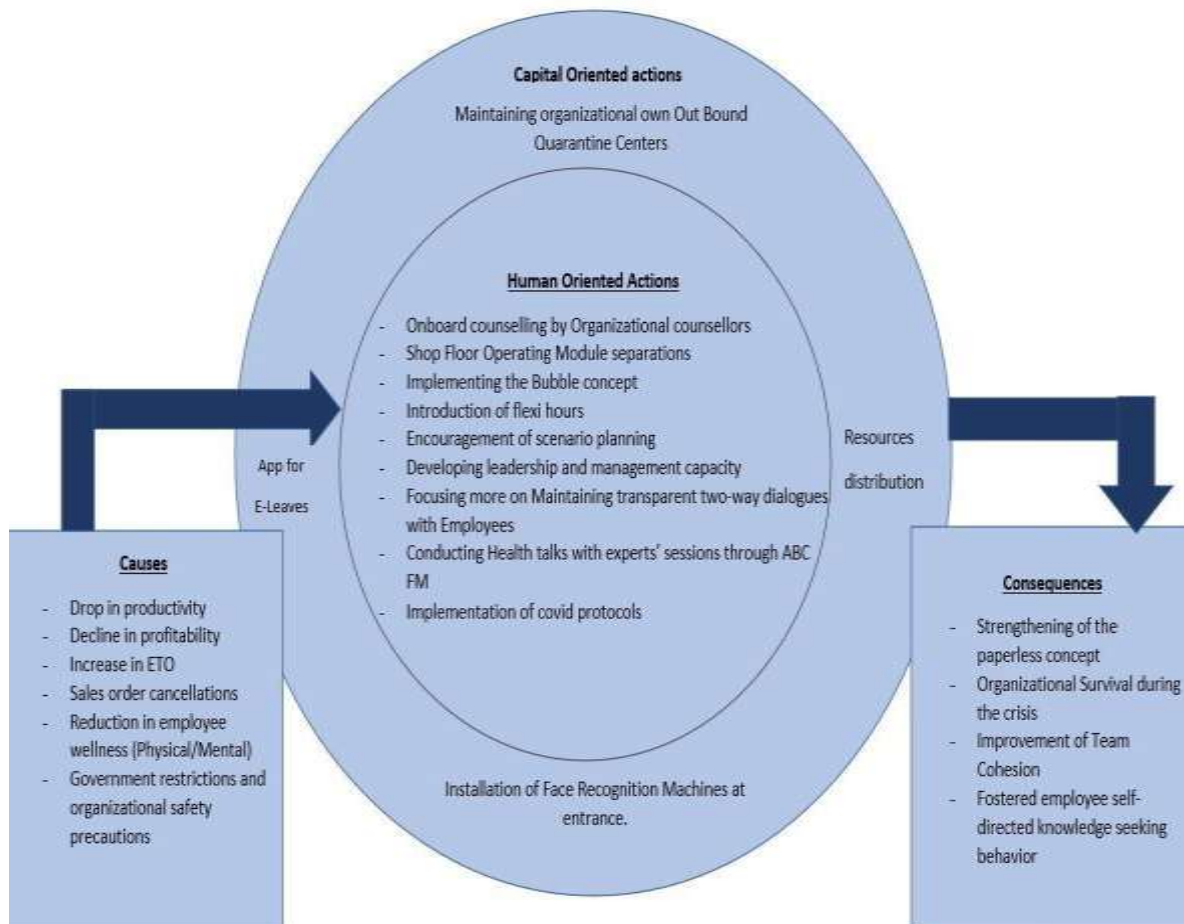 Capital Oriented actions
Maintaining organizational own Out Bound
Quarantine Centers
Human Oriented Actions
- Onboard counselling by Organizational counsellors
- Shop Floor Operating Module separations
- Implementing the Bubble concept
- Introduction of flexi hours
- Encouragement of scenario planning
- Developing leadership and management capacity
- Focusing more on Maintaining transparent two-way dialogues
with Employees
- Conducting Health talks with experts' sessions through ABC
FM
- Implementation of covid protocols
App for
E-Leaves
Resources
distribution
Installation of Face Recognition Machines at
entrance.
Causes
- Drop in productivity
- Decline in profitability
- Increase in ETO
- Sales order cancellations
- Reduction in employee
wellness (Physical/Mental)
- Government restrictions and
organizational safety
precautions
Consequences
- Strengthening of the
paperless concept
- Organizational Survival during
the crisis
- Improvement of Team
Cohesion
- Fostered employee self-
directed knowledge seeking
behavior